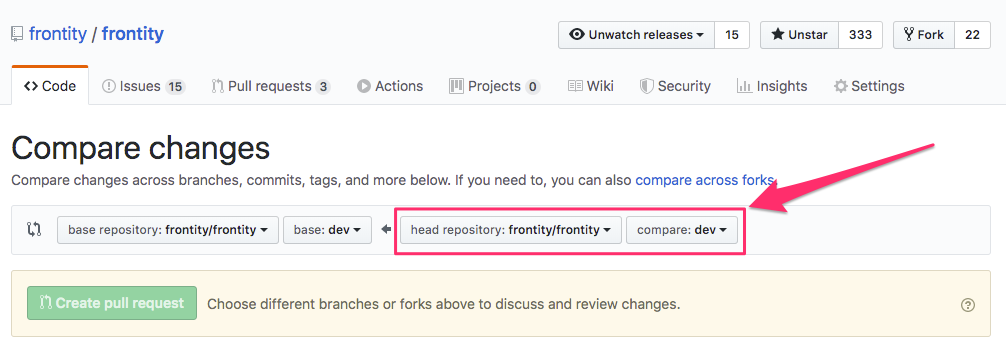 frontity / frontity Unwatch releases 15 Unstar 333 Fork 22
Code Issues 15 Pull requests 3 Actions Projects 0 Wiki Security Insights Settings
Compare changes
Compare changes across branches, commits, tags, and more below. If you need to, you can also compare across forks.
base repository: frontity/frontity base: dev head repository: frontity/frontity compare: dev
Create pull request Choose different branches or forks above to discuss and review changes. ?